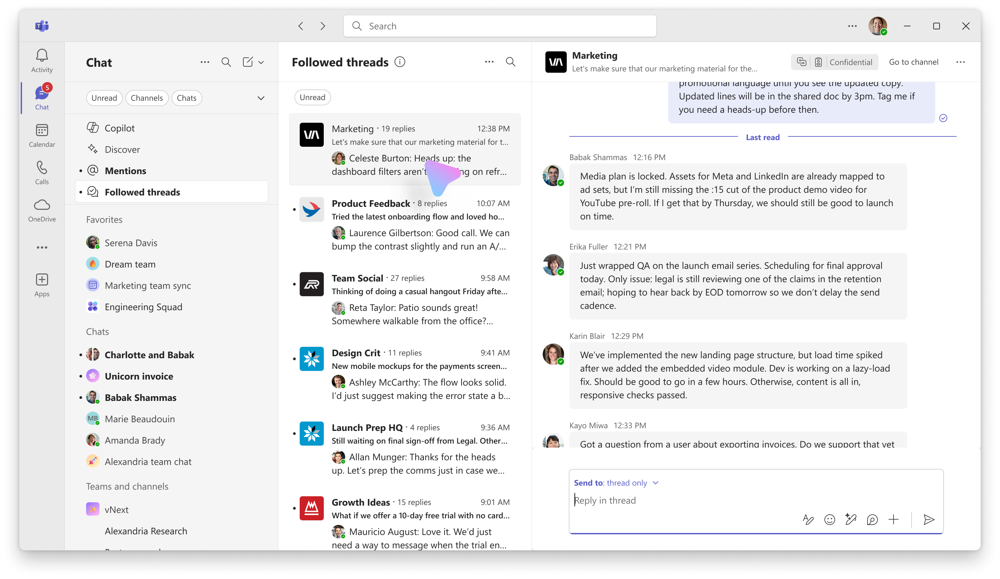 Search
Activity
5
Chat
Calendar
Calls
OneDrive
Apps
Chat
Unread
Channels
Chats
Copilot
Discover
Mentions
Followed threads
Favorites
Serena Davis
Dream team
Marketing team sync
Engineering Squad
Chats
Charlotte and Babak
Unicorn invoice
Babak Shammas
MB
Marie Beaudouin
Amanda Brady
Alexandria team chat
Teams and channels
vNext
Alexandria Research
Followed threads
Unread
Marketing · 19 replies 12:38 PM
Let's make sure that our marketing material for t...
Celeste Burton: Heads up: the
dashboard filters aren’t on refr...
Product Feedback · 8 replies 10:07 AM
Tried the latest onboarding flow and loved ho...
Laurence Gilbertson: Good call. We can
bump the contrast slightly and run an A/...
Team Social · 27 replies 9:58 AM
Thinking of doing a casual hangout Friday afte...
Reta Taylor: Patio sounds great!
Somewhere walkable from the office?...
Design Crit · 11 replies 9:41 AM
New mobile mockups for the payments screen...
Ashley McCarthy: The flow looks solid.
I’d just suggest making the error state a b...
Launch Prep HQ · 4 replies 9:36 AM
Still waiting on final sign-off from Legal. Other...
Allan Munger: Thanks for the heads
up. Let’s prep the comms just in case we...
Growth Ideas · 15 replies 9:01 AM
What if we offer a 10-day free trial with no card...
Mauricio August: Love it. We’d just
need a way to message when the trial en...
Marketing
Let's make sure that our marketing material for the...
Confidential
Go to channel
promotional language until you see the updated copy.
Updated lines will be in the shared doc by 3pm. Tag me if
you need a heads-up before then.
Last read
Babak Shammas 12:16 PM
Media plan is locked. Assets for Meta and LinkedIn are already mapped to
ad sets, but I’m still missing the :15 cut of the product demo video for
YouTube pre-roll. If I get that by Thursday, we should still be good to launch
on time.
Erika Fuller 12:21 PM
Just wrapped QA on the launch email series. Scheduling for final approval
today. Only issue: legal is still reviewing one of the claims in the retention
email; hoping to hear back by EOD tomorrow so we don’t delay the send
cadence.
Karin Blair 12:29 PM
We’ve implemented the new landing page structure, but load time spiked
after we added the embedded video module. Dev is working on a lazy-load
fix. Should be good to go in a few hours. Otherwise, content is all in,
responsive checks passed.
Kayo Miwa 12:33 PM
Got a question from a user about exporting invoices. Do we support that yet
Send to: thread only
Reply in thread